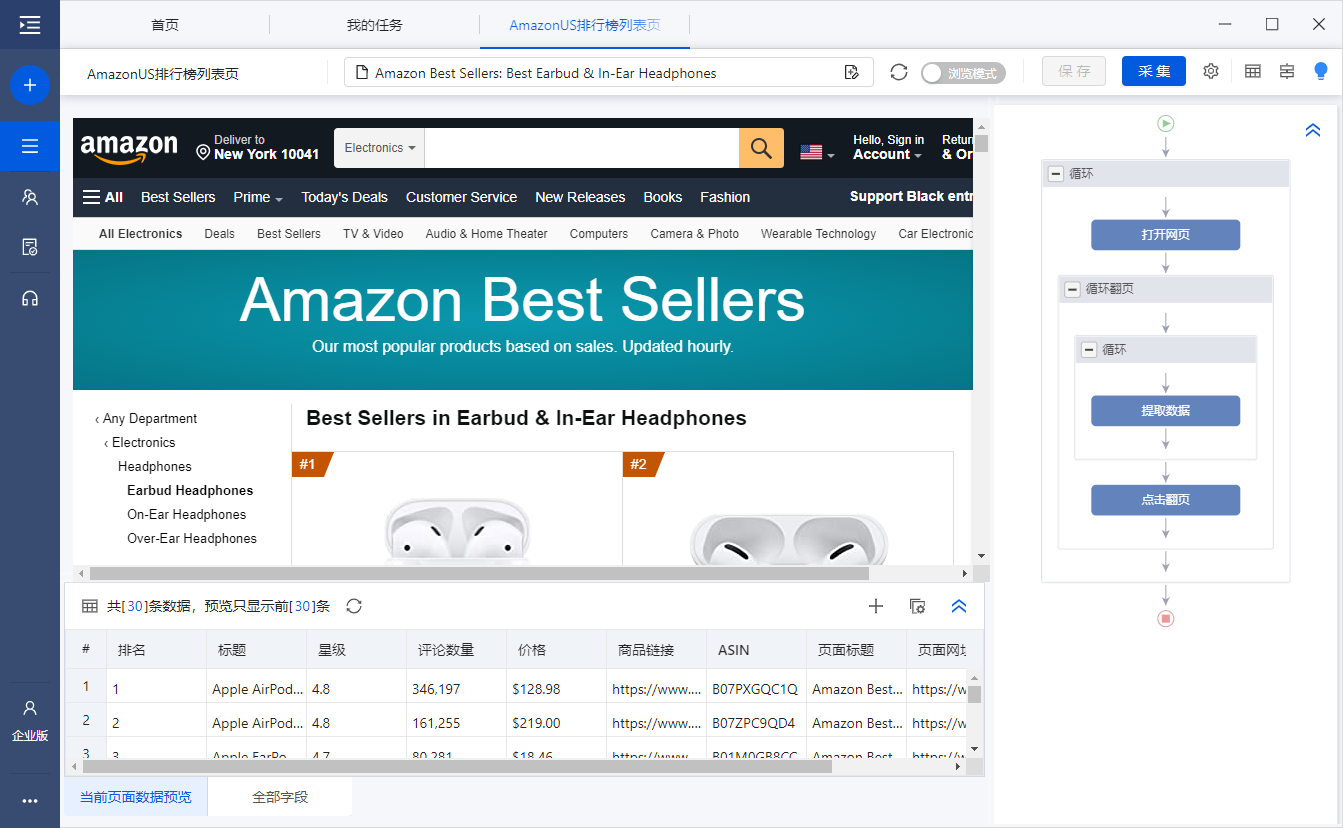 首页
我的任务
AmazonUS排行榜列表页
AmazonUS排行榜列表页
Amazon Best Sellers: Best Earbud & In-Ear Headphones
浏览模式
保 存
采 集
amazon
Deliver to
New York 10041
Electronics
Hello, Sign in
Account
Retur
& Or
All
Best Sellers
Prime
Today's Deals
Customer Service
New Releases
Books
Fashion
Support Black entr
All Electronics
Deals
Best Sellers
TV & Video
Audio & Home Theater
Computers
Camera & Photo
Wearable Technology
Car Electronic
Amazon Best Sellers
Our most popular products based on sales. Updated hourly.
‹ Any Department
‹ Electronics
Headphones
Earbud Headphones
On-Ear Headphones
Over-Ear Headphones
Best Sellers in Earbud & In-Ear Headphones
#1
#2
共[30]条数据，预览只显示前[30]条
# 排名 标题 星级 评论数量 价格 商品链接 ASIN 页面标题 页面网址
1 1 Apple AirPod... 4.8 346,197 $128.98 https://www.... B07PXGQC1Q Amazon Best... https://w
2 2 Apple AirPod... 4.8 161,255 $219.00 https://www.... B07ZPC9QD4 Amazon Best... https://w
3 3 Apple EarPo... 4.7 80,281 $18.46 https://www.... B01M0GB8CC Amazon Best... https://w
当前页面数据预览
全部字段
循环
打开网页
循环翻页
循环
提取数据
点击翻页
企业版